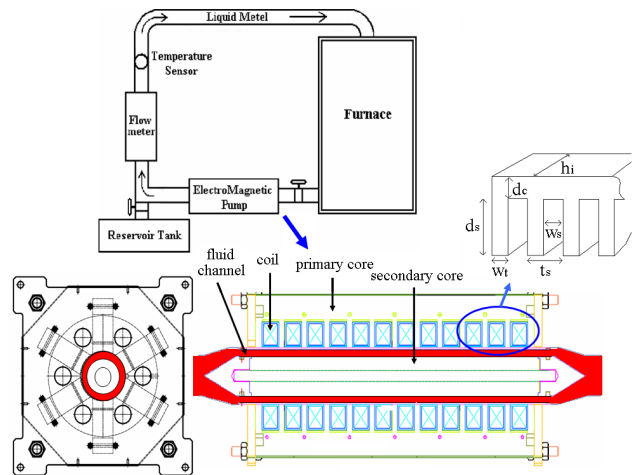 Liquid Metel
Temperature
Sensor
Flow
meter
Furnace
ElectroMagnetic
Pump
Reservoir Tank
hi
dc
ds
ws
wt
ts
fluid
channel
coil
primary core
secondary core